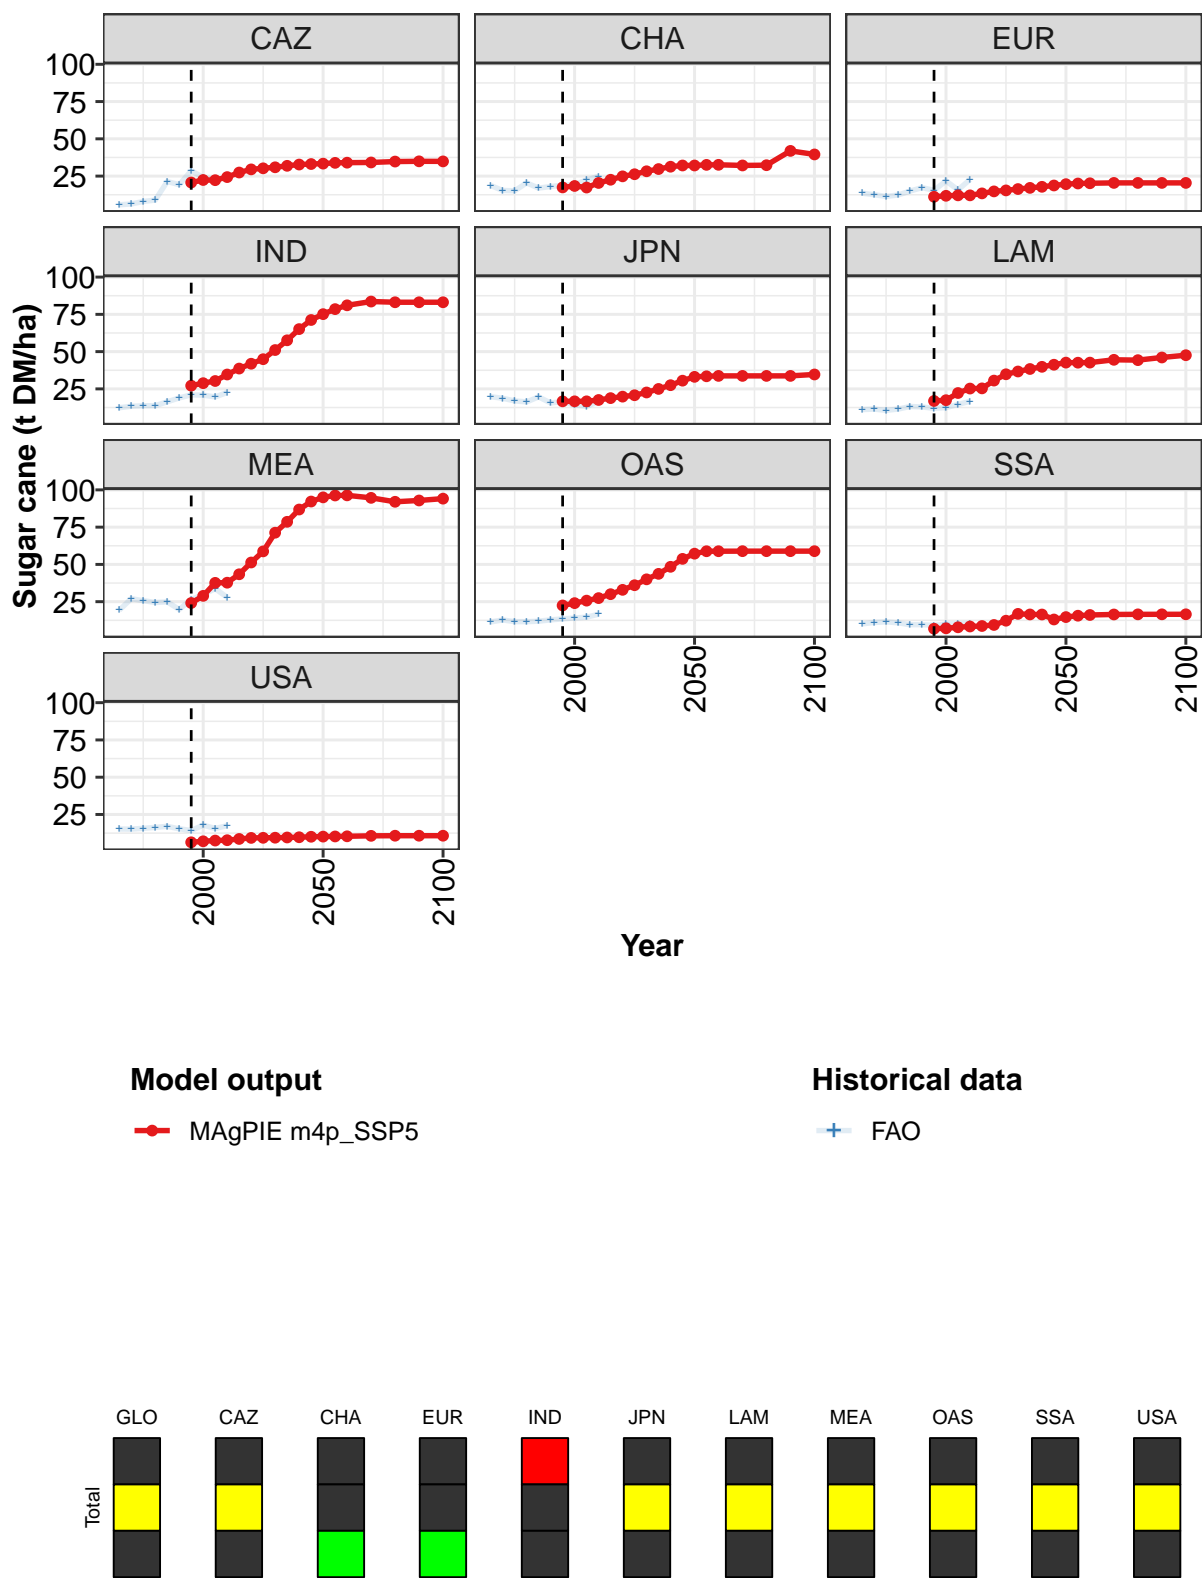 CAZ CHA EUR
100
75
50
25
IND JPN LAM
100
75
50
25
MEA OAS SSA
100
75
50
25
2000 2050 2100 2000 2050 2100
USA
100
75
50
25
2000 2050 2100
Sugar cane (t DM/ha)
Year
Model output Historical data
MAgPIE m4p_SSP5 FAO
GLO CAZ CHA EUR IND JPN LAM MEA OAS SSA USA
Total